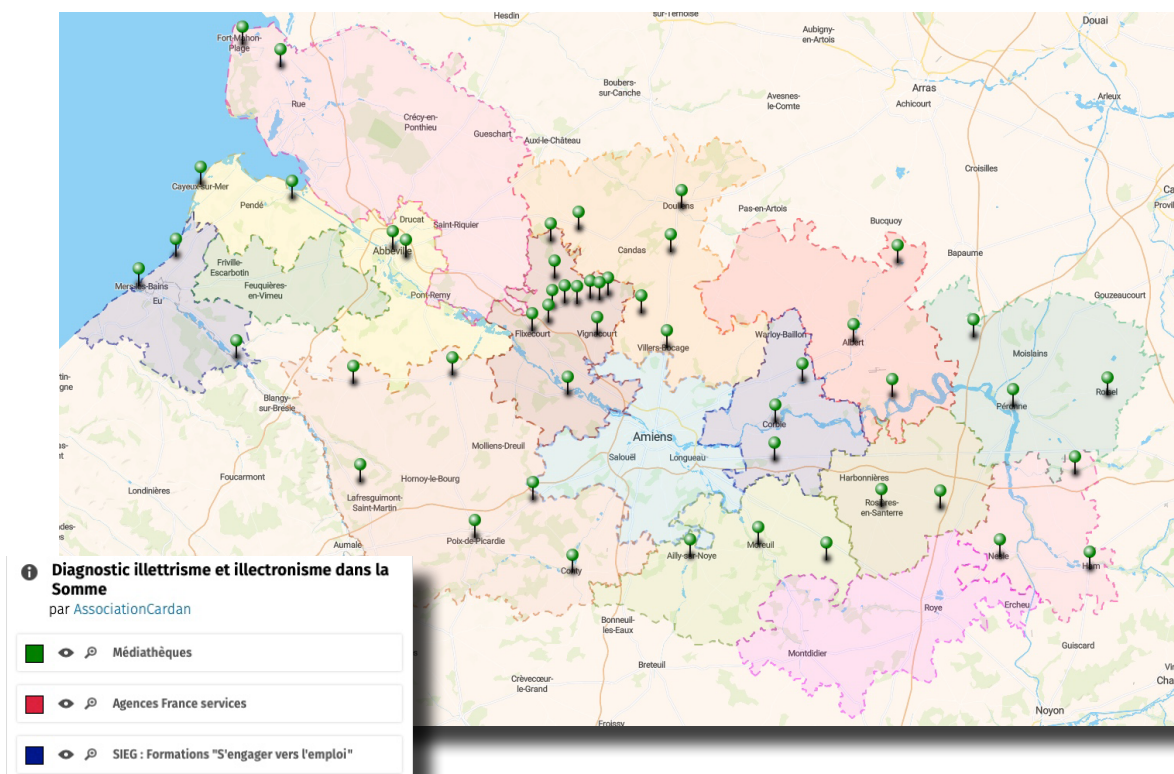 Hesdin
sur-Ternoise
Douai
Aubigny-
en-Artois
Fort-Mahon-
Plage
Boubers-
sur-Canche
Arras
Achicourt
Avesnes-
le-Comte
Arleux
Rue
Crécy-en-
Ponthieu
Gueschart
Auxi-le-Château
Croisilles
Cayeux-sur-Mer
Pendé
Doullens
Pas-en-Artois
Drucat
Saint-Riquier
Bucquoy
Abbeville
Candas
Bapaume
Friville-
Escarbotin
Mers-les-Bains
Eu
Feuquières-
en-Vimeu
Pont-Remy
Gouzeaucourt
Flixecourt
Vignacourt
Villers-Bocage
Warloy-Baillon
Albert
Moislains
Blangy-
sur-Bresle
Roisel
Péronne
Corbie
Amiens
Molliens-Dreuil
Salouël
Longueau
Foucarmont
Hornoy-le-Bourg
Harbonnières
Londinières
Lafresguimont-
Saint-Martin
Rosières-
en-Santerre
Aumale
Poix-de-Picardie
Ailly-sur-Noye
Moreuil
Nesle
Ham
Conty
Roye
Ercheu
Bonneuil-
les-Eaux
Guiscard
Montdidier
Breteuil
Crèvecœur-
le-Grand
Noyon
Froissy
Diagnostic illettrisme et illectronisme dans la
Somme
par AssociationCardan
Médiathèques
Agences France services
SIEG : Formations "S'engager vers l'emploi"